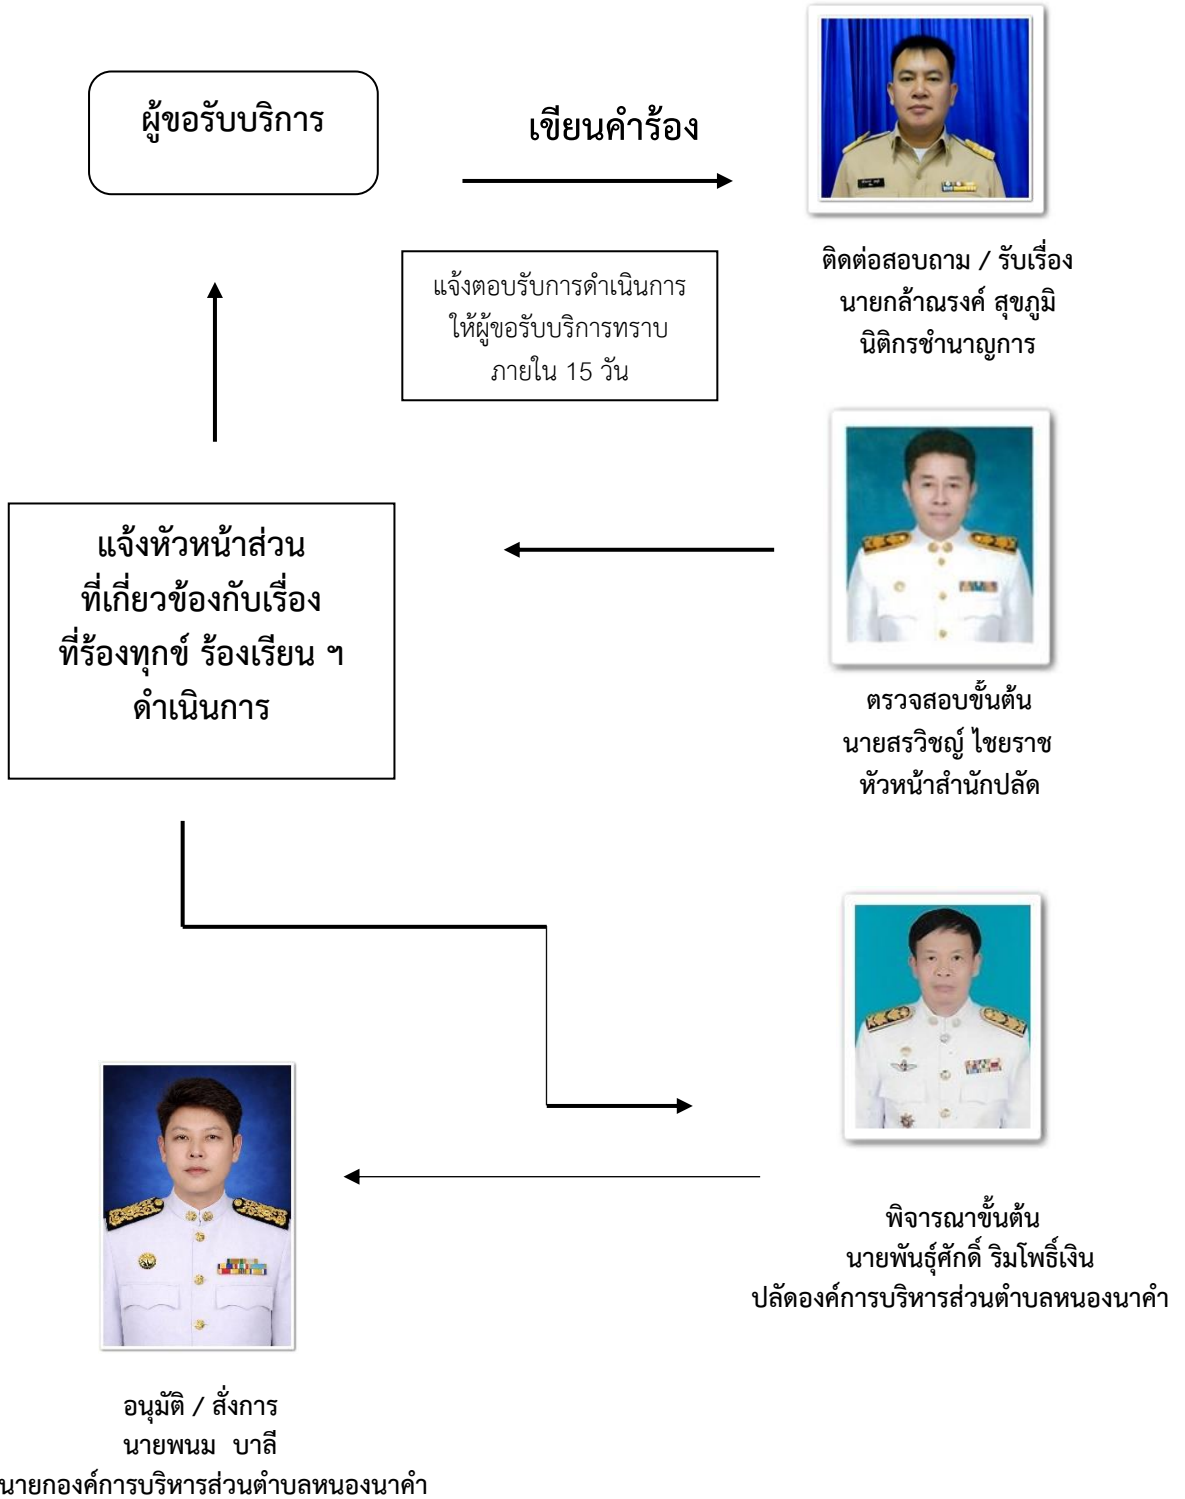 ผู้ขอรับบริการ
เขียนคำร้อง
ติดต่อสอบถาม / รับเรื่อง
นายกล้าณรงค์ สุขภูมิ
นิติกรชำนาญการ
แจ้งตอบรับการดำเนินการ
ให้ผู้ขอรับบริการทราบ
ภายใน 15 วัน
แจ้งหัวหน้าส่วน
ที่เกี่ยวข้องกับเรื่อง
ที่ร้องทุกข์ ร้องเรียน ฯ
ดำเนินการ
ตรวจสอบขั้นต้น
นายสรวิชญ์ ไชยราช
หัวหน้าสำนักปลัด
พิจารณาขั้นต้น
นายพันธุ์ศักดิ์ ริมโพธิ์เงิน
ปลัดองค์การบริหารส่วนตำบลหนองนาคำ
อนุมัติ / สั่งการ
นายพนม บาลี
นายกองค์การบริหารส่วนตำบลหนองนาคำ